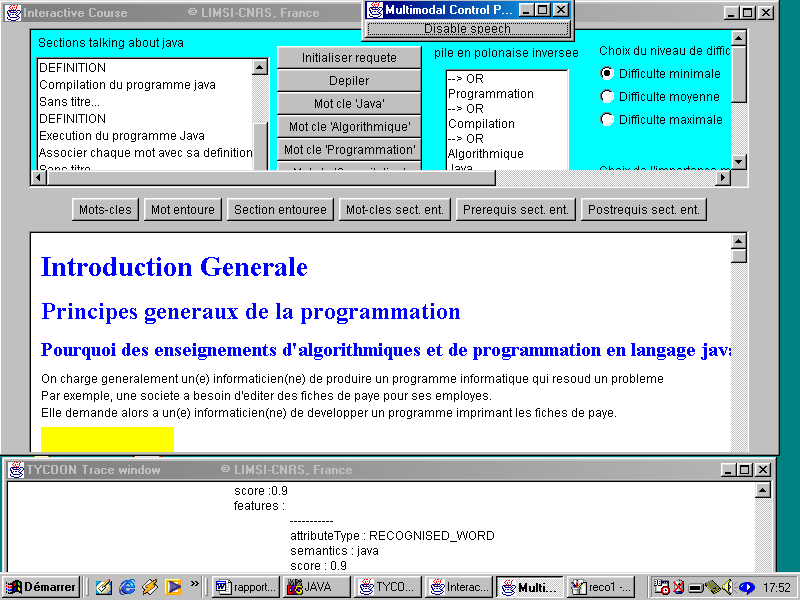 Interactive Course © LIMSI-CNRS, France
Multimodal Control P...
Disable speech
Sections talking about java
DEFINITION
Compilation du programme java
Sans titre...
DEFINITION
Execution du programme Java
Associer chaque mot avec sa definition
Sans titre
Initialiser requete
Depiler
Mot cle 'Java'
Mot cle 'Algorithmique'
Mot cle 'Programmation'
pile en polonaise inversee
--> OR
Programmation
--> OR
Compilation
--> OR
Algorithmique
Java
Choix du niveau de diffic
Difficulte minimale
Difficulte moyenne
Difficulte maximale
Choix de l'importance
Mots-cles
Mot entoure
Section entouree
Mot-cles sect. ent.
Prerequis sect. ent.
Postrequis sect. ent.
Introduction Generale
Principes generaux de la programmation
Pourquoi des enseignements d'algorithmiques et de programmation en langage java
On charge generalement un(e) informaticien(ne) de produire un programme informatique qui resoud un probleme
Par exemple, une societe a besoin d'editer des fiches de paye pour ses employes.
Elle demande alors a un(e) informaticien(ne) de developper un programme imprimant les fiches de paye.
TYCOON Trace window © LIMSI-CNRS, France
score :0.9
features :
-----------
attributeType : RECOGNISED_WORD
semantics : java
score : 0.9
Démarrer
»
rapport...
JAVA
TYCO...
Interac...
Multi...
reco1 -...
17:52